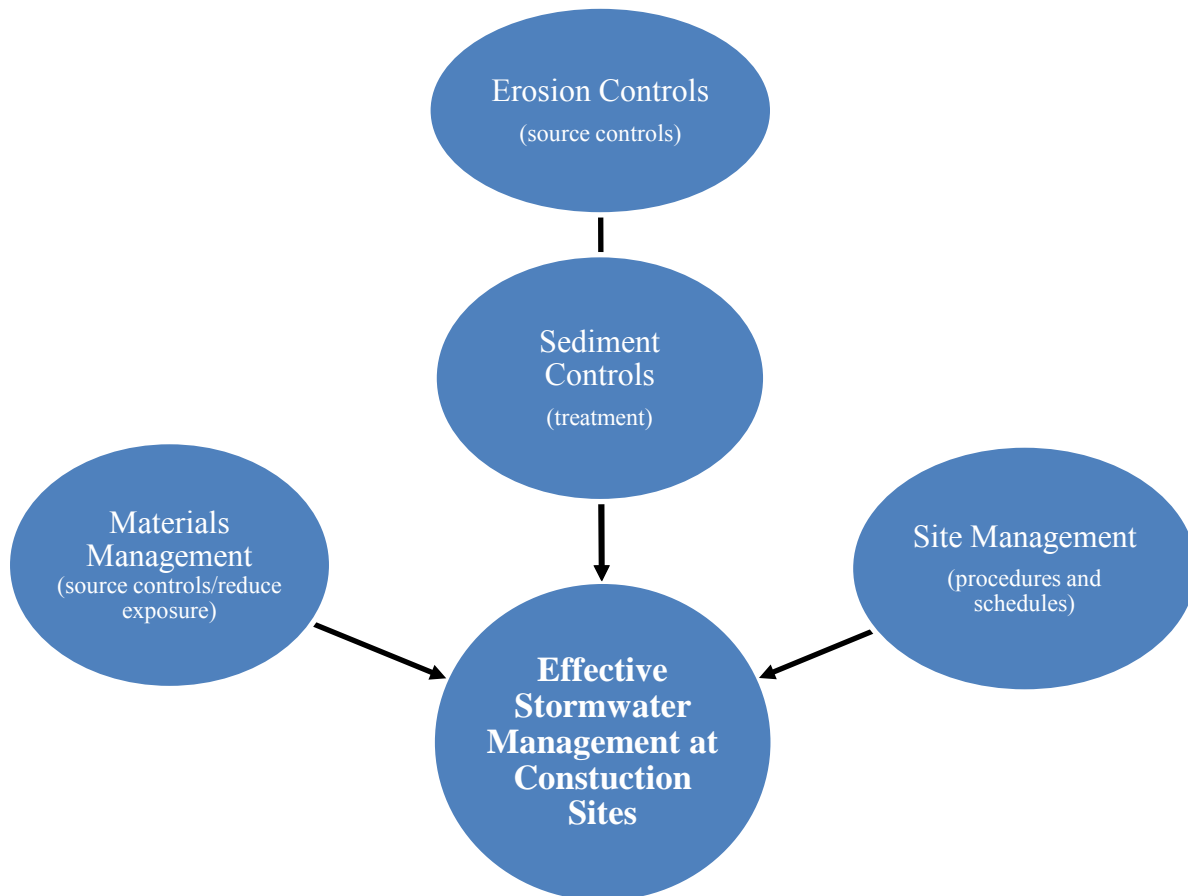 Erosion Controls
(source controls)
Sediment
Controls
(treatment)
Materials
Management
(source controls/reduce
exposure)
Site Management
(procedures and
schedules)
Effective
Stormwater
Management at
Constuction
Sites